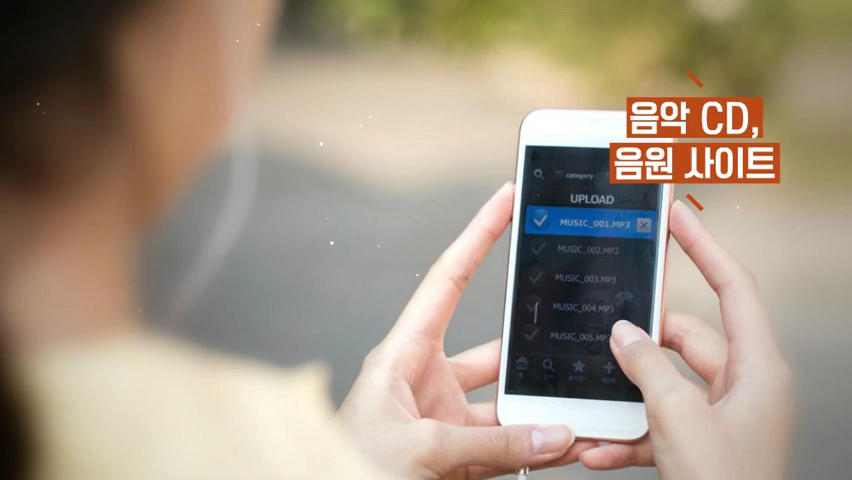 음악 CD,
음원 사이트
category
UPLOAD
MUSIC_001.MP3
MUSIC_002.MP3
MUSIC_003.MP3
MUSIC_004.MP3
MUSIC_005.MP3